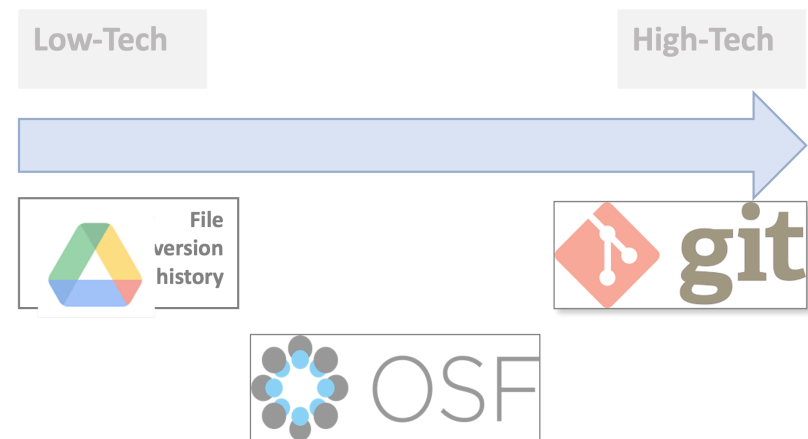 Low-Tech
High-Tech
File
version
history
git
OSF